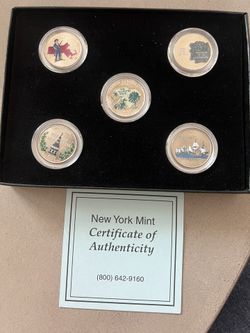 New York Mint
Certificate of
Authenticity
(800) 642-9160